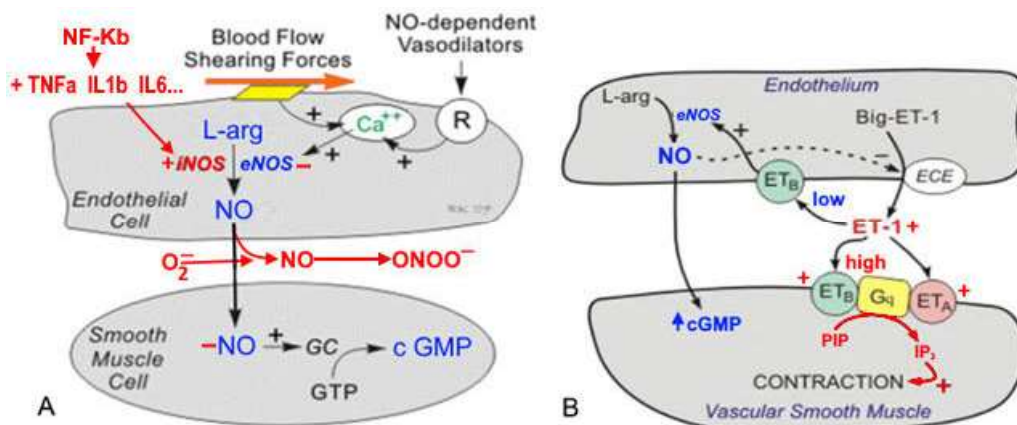 NF-Kb
+ TNFa IL1b IL6...
Blood Flow
Shearing Forces
NO-dependent
Vasodilators
+
Ca++
R
L-arg
+iNOS
eNOS −
+
+
NO
Endothelial
Cell
O2−
NO
ONOO−
Smooth
Muscle
Cell
−NO
+
GC
c GMP
GTP
A
Endothelium
L-arg
eNOS
+
Big-ET-1
NO
−
ECE
ETB
low
ET-1 +
high
+
ETB
Gq
ETA
+
cGMP
PIP
IP3
CONTRACTION
+
B
Vascular Smooth Muscle